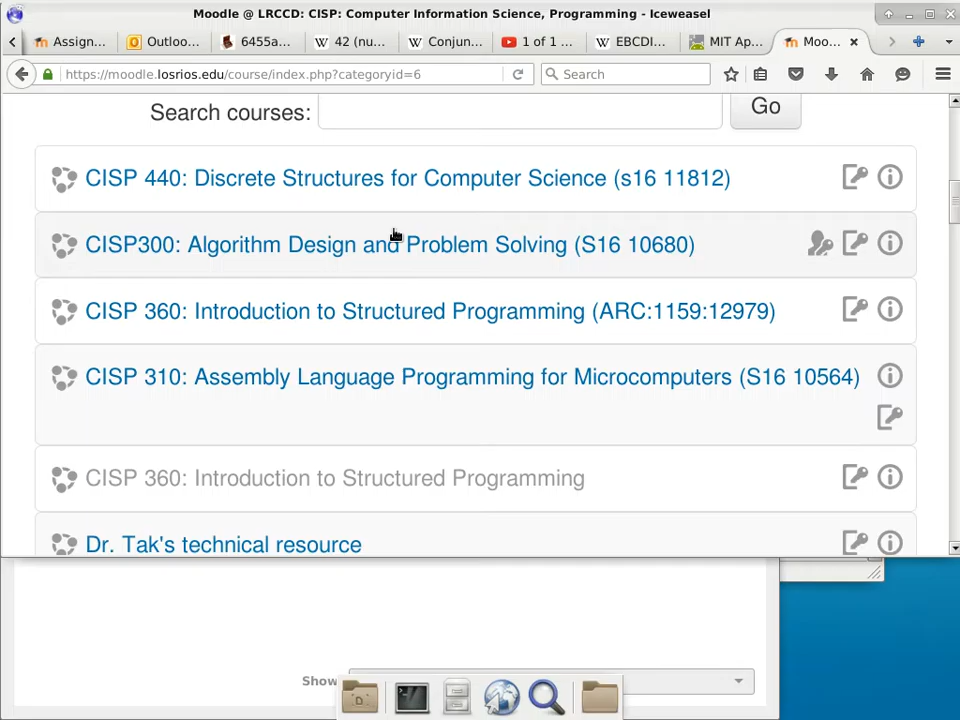 Moodle @ LRCCD: CISP: Computer Information Science, Programming - Iceweasel
Assign... Outloo... 6455a... 42 (nu... Conjun... 1 of 1 ... EBCDI... MIT Ap... Moo...
https://moodle.losrios.edu/course/index.php?categoryid=6 Search
Search courses: Go
CISP 440: Discrete Structures for Computer Science (s16 11812)
CISP300: Algorithm Design and Problem Solving (S16 10680)
CISP 360: Introduction to Structured Programming (ARC:1159:12979)
CISP 310: Assembly Language Programming for Microcomputers (S16 10564)
CISP 360: Introduction to Structured Programming
Dr. Tak's technical resource
Show